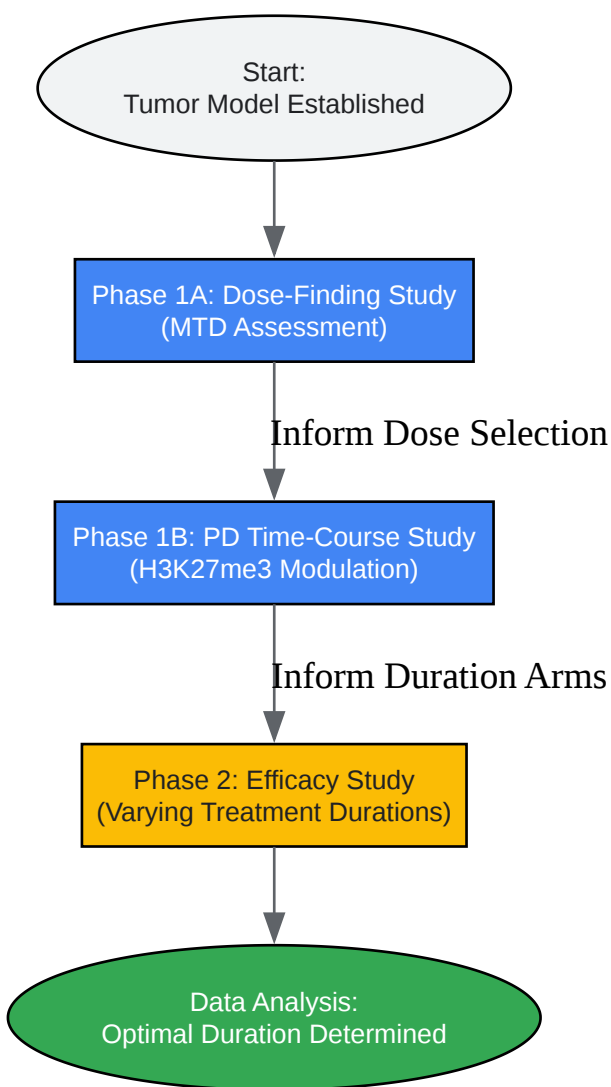 Start:
Tumor Model Established
Phase 1A: Dose-Finding Study
(MTD Assessment)
Inform Dose Selection
Phase 1B: PD Time-Course Study
(H3K27me3 Modulation)
Inform Duration Arms
Phase 2: Efficacy Study
(Varying Treatment Durations)
Data Analysis:
Optimal Duration Determined